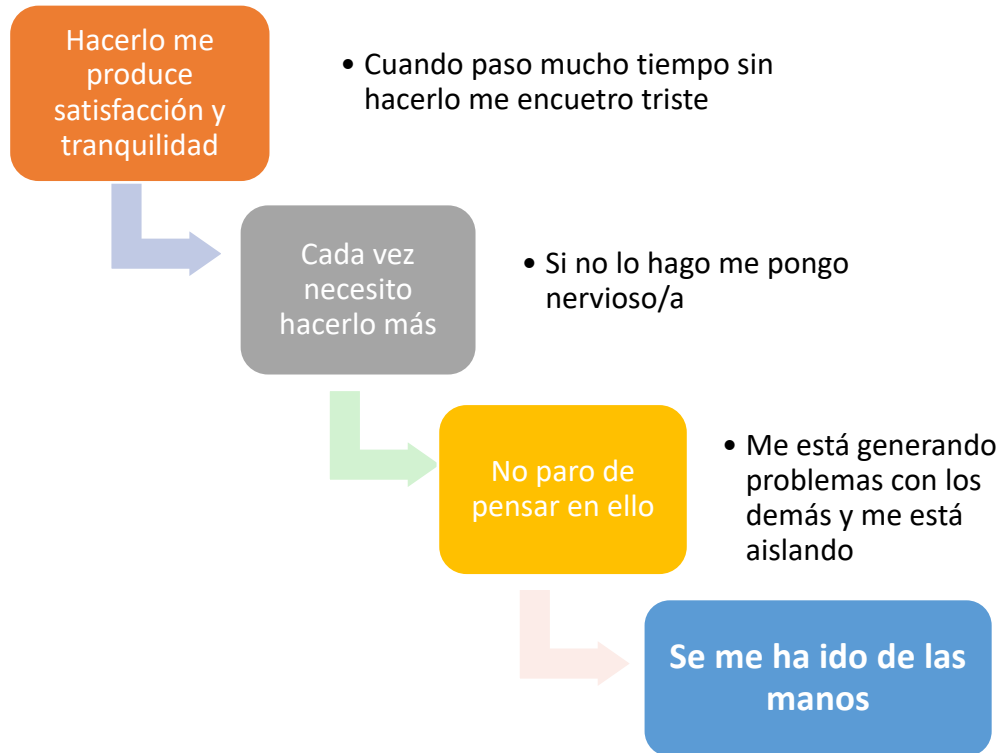 Hacerlo me
produce
satisfacción y
tranquilidad
• Cuando paso mucho tiempo sin
hacerlo me encuetro triste
Cada vez
necesito
hacerlo más
• Si no lo hago me pongo
nervioso/a
No paro de
pensar en ello
• Me está generando
problemas con los
demás y me está
aislando
Se me ha ido de las
manos